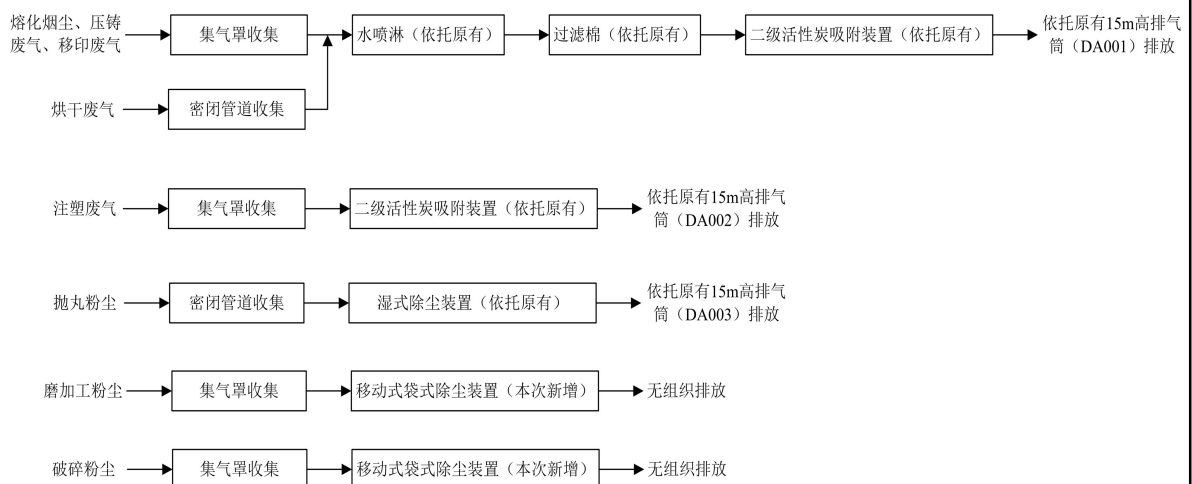 熔化烟尘、压铸
废气、移印废气
集气罩收集
水喷淋（依托原有）
过滤棉（依托原有）
二级活性炭吸附装置（依托原有）
依托原有15m高排气
筒（DA001）排放
烘干废气
密闭管道收集
注塑废气
集气罩收集
二级活性炭吸附装置（依托原有）
依托原有15m高排气
筒（DA002）排放
抛丸粉尘
密闭管道收集
湿式除尘装置（依托原有）
依托原有15m高排气
筒（DA003）排放
磨加工粉尘
集气罩收集
移动式袋式除尘装置（本次新增）
无组织排放
破碎粉尘
集气罩收集
移动式袋式除尘装置（本次新增）
无组织排放